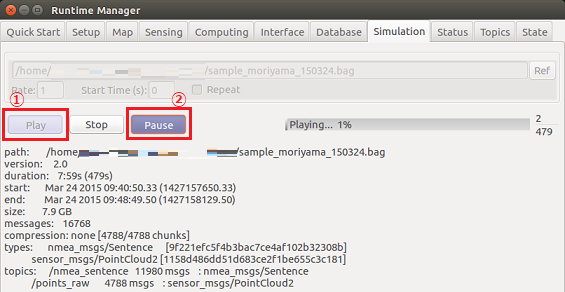 Runtime Manager
Quick Start Setup Map Sensing Computing Interface Database Simulation Status Topics State
/home/ /sample_moriyama_150324.bag Ref
Rate: 1 Start Time (s): 0 Repeat
① ②
Play Stop Pause Playing... 1% 2
479
path: /home/ /sample_moriyama_150324.bag
version: 2.0
duration: 7:59s (479s)
start: Mar 24 2015 09:40:50.33 (1427157650.33)
end: Mar 24 2015 09:48:49.50 (1427158129.50)
size: 7.9 GB
messages: 16768
compression: none [4788/4788 chunks]
types: nmea_msgs/Sentence [9f221efc5f4b3bac7ce4af102b32308b]
sensor_msgs/PointCloud2 [1158d486dd51d683ce2f1be655c3c181]
topics: /nmea_sentence 11980 msgs : nmea_msgs/Sentence
/points_raw 4788 msgs : sensor_msgs/PointCloud2